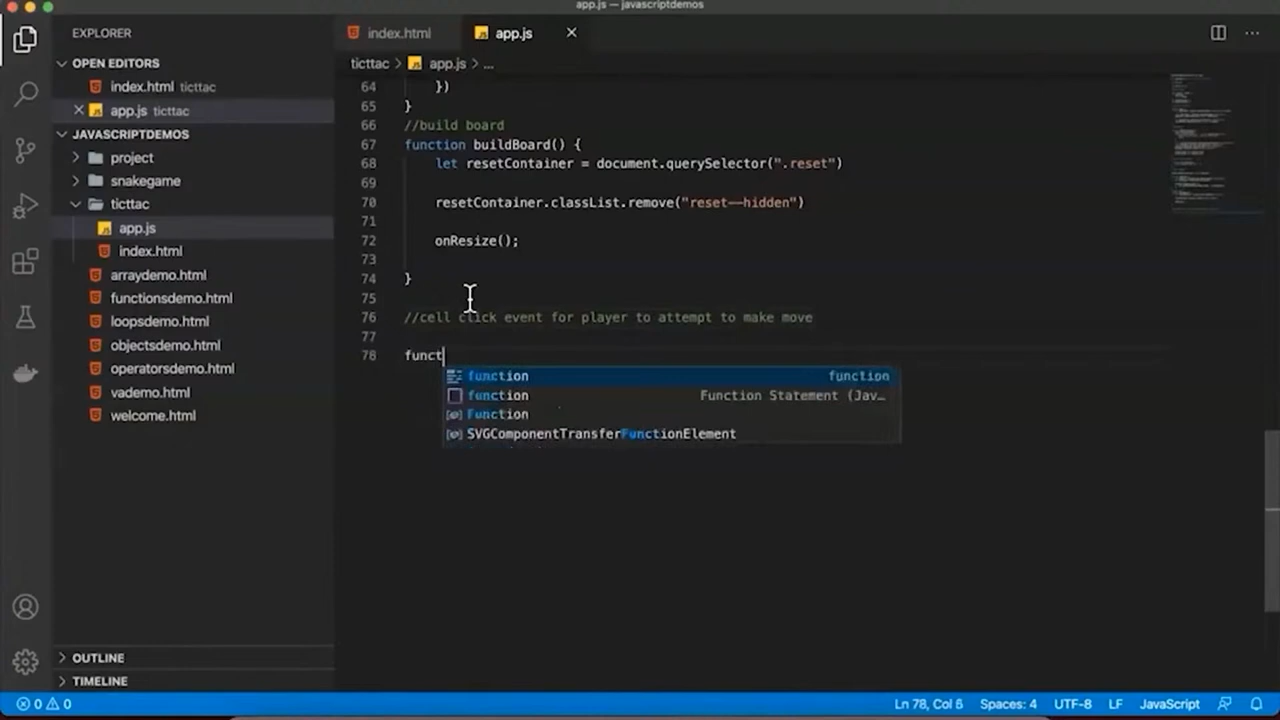 app.js — javascriptdemos
EXPLORER
OPEN EDITORS
index.html ticttac
app.js ticttac
JAVASCRIPTDEMOS
project
snakegame
ticttac
app.js
index.html
arraydemo.html
functionsdemo.html
loopsdemo.html
objectsdemo.html
operatorsdemo.html
vademo.html
welcome.html
OUTLINE
TIMELINE
index.html
app.js
ticttac > app.js > ...
64 })
65 }
66 //build board
67 function buildBoard() {
68 let resetContainer = document.querySelector(".reset")
69
70 resetContainer.classList.remove("reset--hidden")
71
72 onResize();
73
74 }
75
76 //cell click event for player to attempt to make move
77
78 funct
function function
function Function Statement (Jav…
Function
SVGComponentTransferFunctionElement
0 0 Ln 78, Col 6 Spaces: 4 UTF-8 LF JavaScript